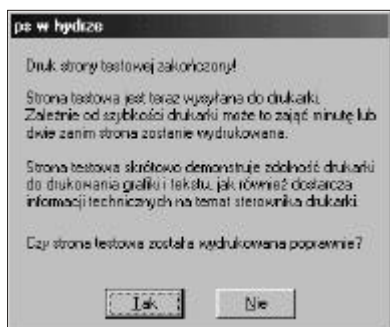 ps w hydrze
Druk strony testowej zakończony!
Strona testowa jest teraz wysyłana do drukarki.
Zależnie od szybkości drukarki może to zająć minutę lub
dwie zanim strona zostanie wydrukowana.
Strona testowa skrótowo demonstruje zdolność drukarki
do drukowania grafiki i tekstu, jak również dostarcza
informacji technicznych na temat sterownika drukarki.
Czy strona testowa została wydrukowana poprawnie?
Tak
Nie